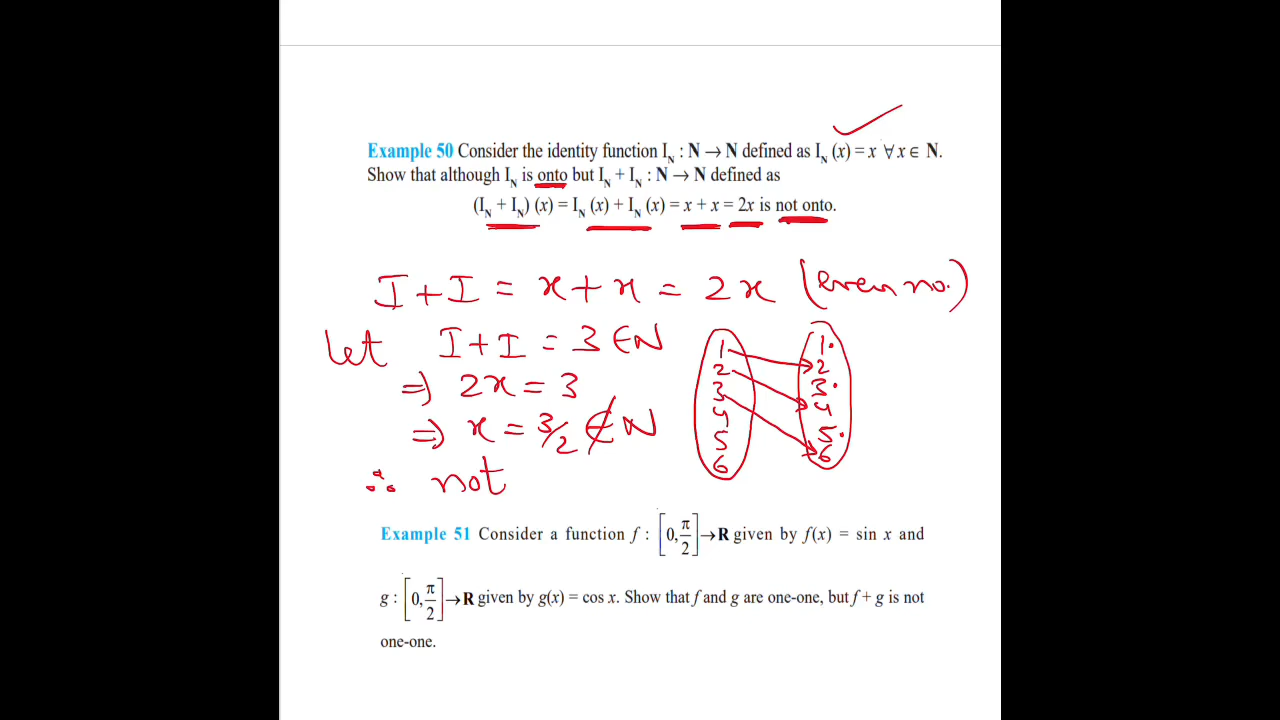 Example 50 Consider the identity function I_N : N → N defined as I_N (x) = x ∀ x ∈ N.
Show that although I_N is onto but I_N + I_N : N → N defined as
(I_N + I_N) (x) = I_N (x) + I_N (x) = x + x = 2x is not onto.
I + I = x + x = 2x (even no.)
let I + I = 3 ∈ N
⇒ 2x = 3
⇒ x = 3/2 ∉ N
∴ not
1 1
2 2
3 3
4 4
5 5
6 6
Example 51 Consider a function f : [0, π/2] → R given by f(x) = sin x and
g : [0, π/2] → R given by g(x) = cos x. Show that f and g are one-one, but f + g is not
one-one.